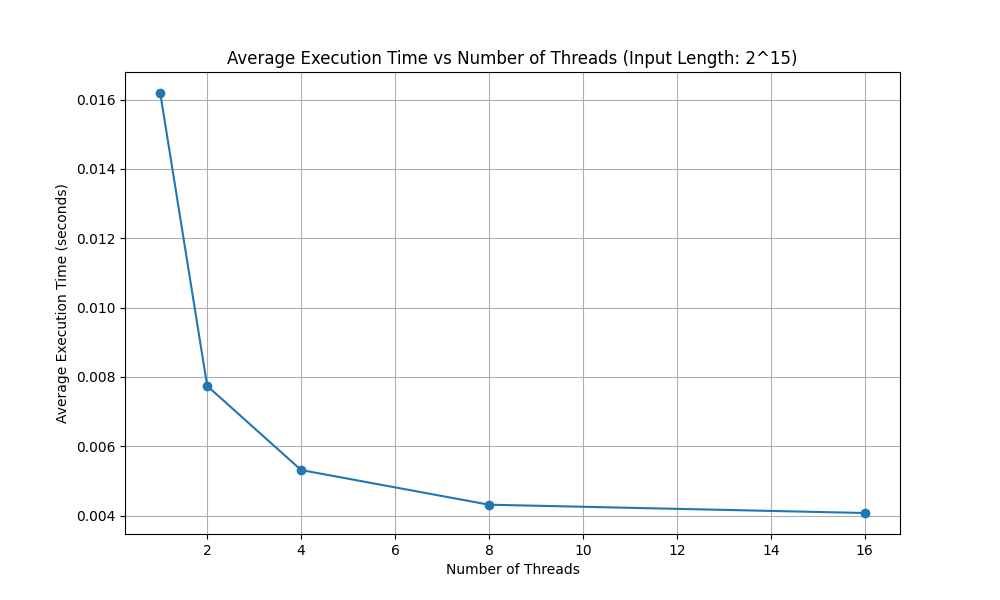 Average Execution Time vs Number of Threads (Input Length: 2^15)
Average Execution Time (seconds)
0.016
0.014
0.012
0.010
0.008
0.006
0.004
2 4 6 8 10 12 14 16
Number of Threads